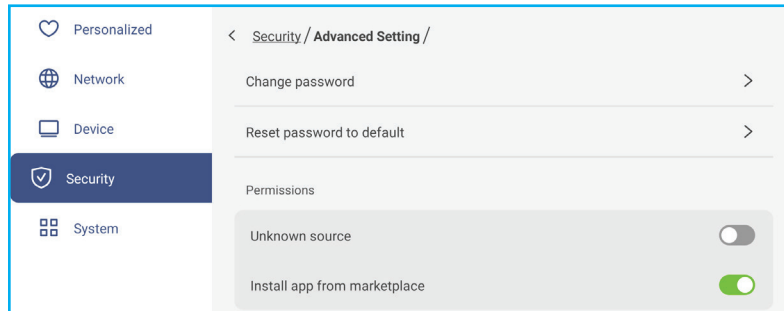 Personalized
Network
Device
Security
System
Security / Advanced Setting /
Change password
Reset password to default
Permissions
Unknown source
Install app from marketplace